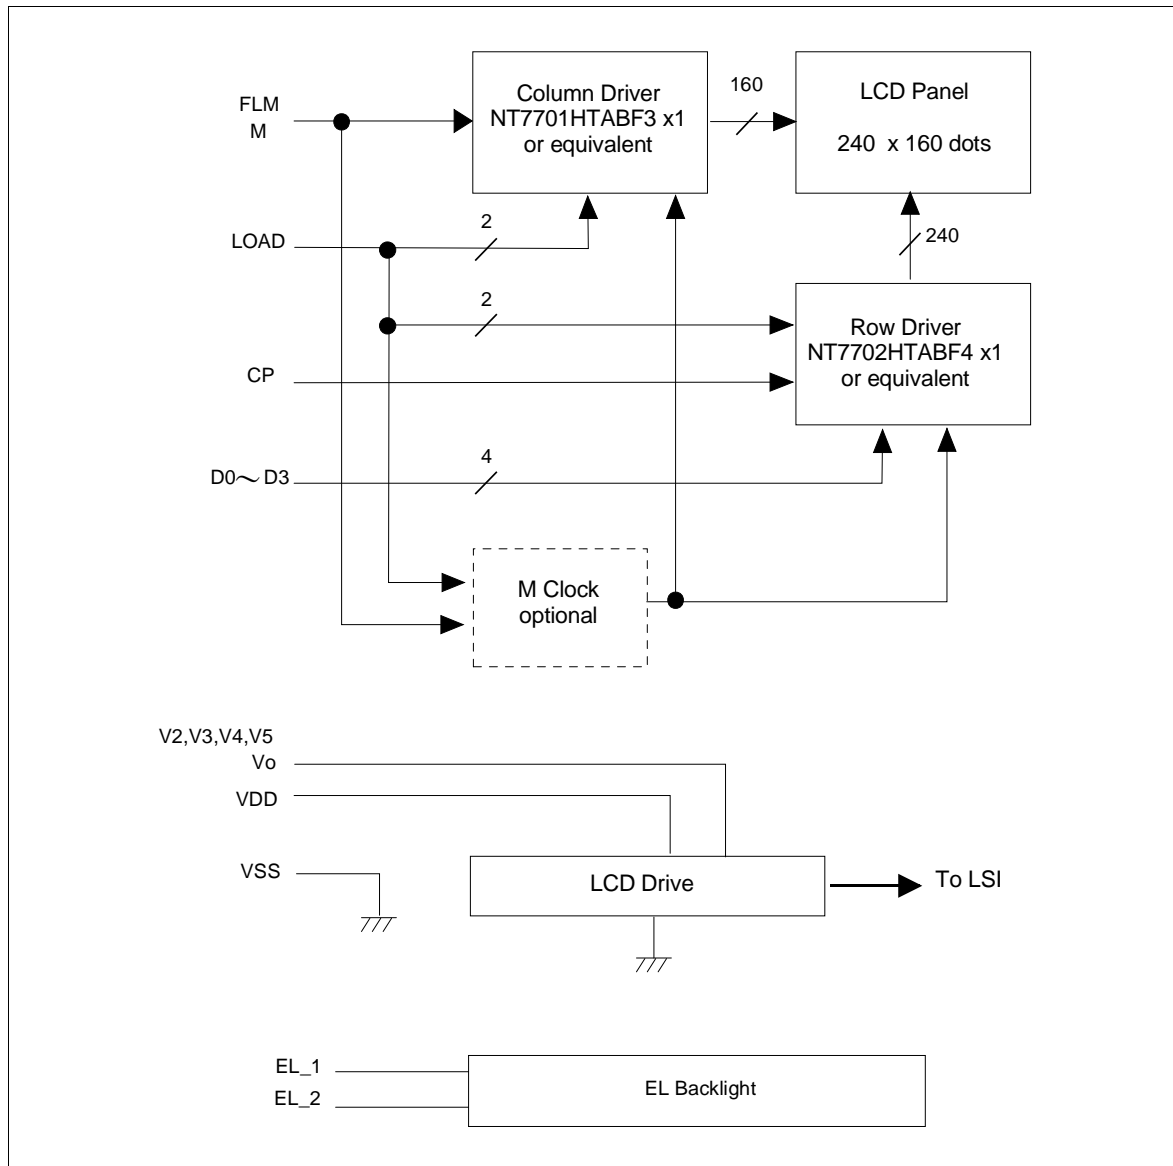 FLM
M
Column Driver
NT7701HTABF3 x1
or equivalent
160
LCD Panel
240 x 160 dots
LOAD
2
240
2
Row Driver
NT7702HTABF4 x1
or equivalent
CP
D0～D3
4
M Clock
optional
V2,V3,V4,V5
Vo
VDD
VSS
LCD Drive
To LSI
EL_1
EL_2
EL Backlight